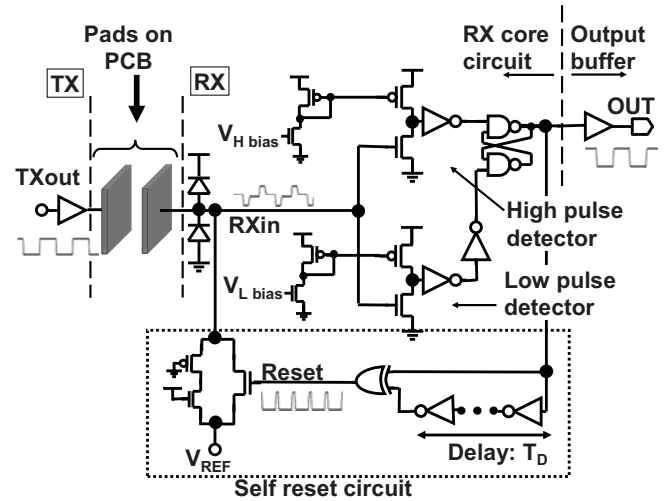 Pads on
PCB
TX
RX
RX core
circuit
Output
buffer
OUT
V_H bias
TXout
RXin
High pulse
detector
V_L bias
Low pulse
detector
Reset
V_REF
Delay: T_D
Self reset circuit